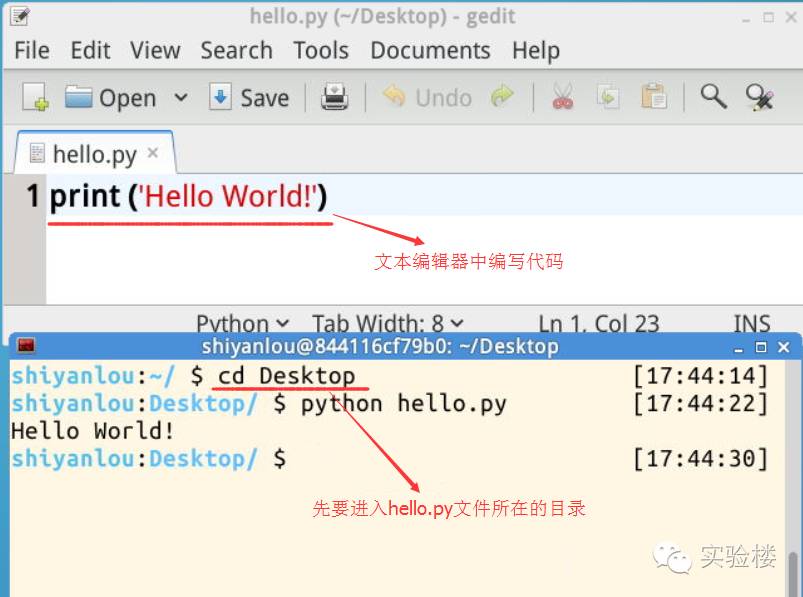 hello.py (~/Desktop) - gedit
File Edit View Search Tools Documents Help
Open Save Undo
hello.py ×
1 print ('Hello World!')
文本编辑器中编写代码
Python Tab Width: 8 Ln 1, Col 23 INS
shiyanlou@844116cf79b0: ~/Desktop
shiyanlou:~/ $ cd Desktop [17:44:14]
shiyanlou:Desktop/ $ python hello.py [17:44:22]
Hello World!
shiyanlou:Desktop/ $ [17:44:30]
先要进入hello.py文件所在的目录
实验楼